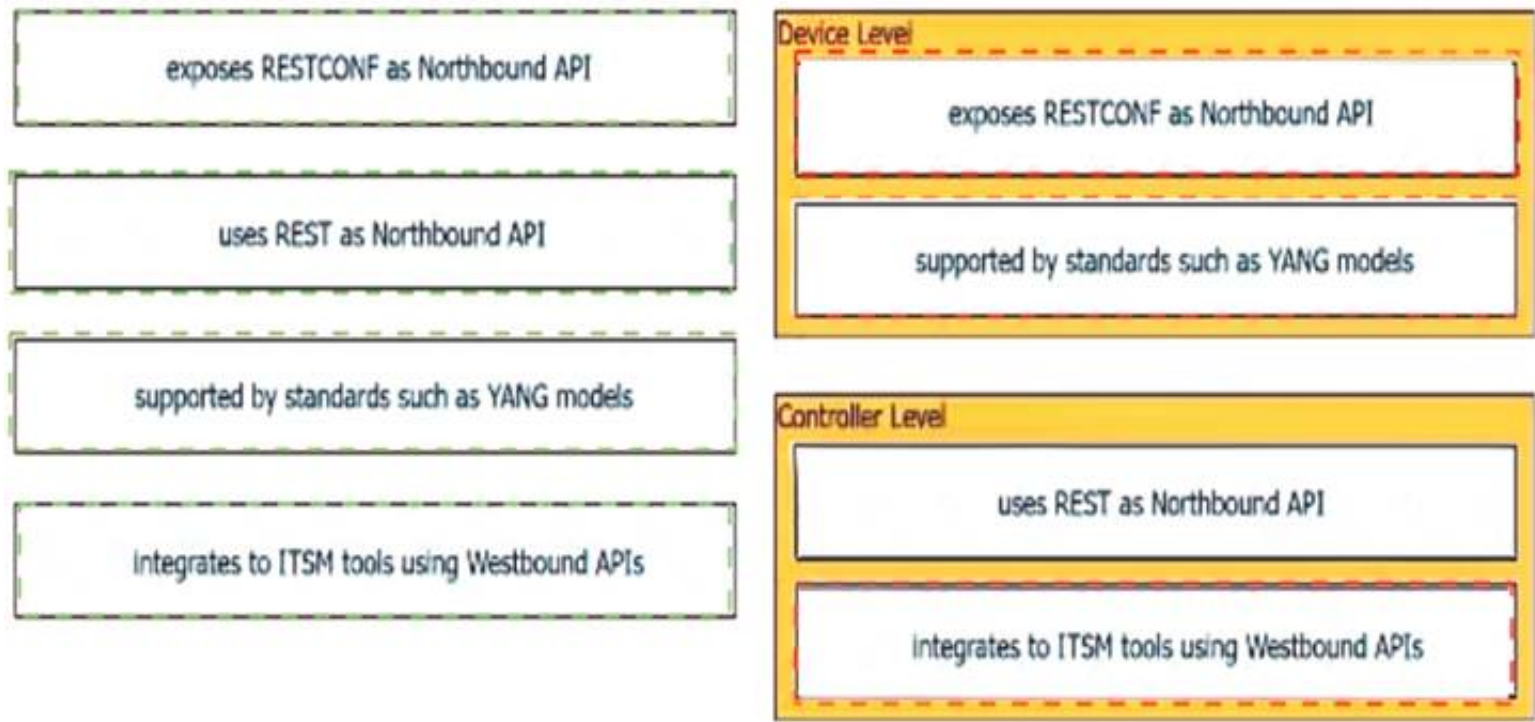 exposes RESTCONF as Northbound API
uses REST as Northbound API
supported by standards such as YANG models
integrates to ITSM tools using Westbound APIs
Device Level
exposes RESTCONF as Northbound API
supported by standards such as YANG models
Controller Level
uses REST as Northbound API
integrates to ITSM tools using Westbound APIs